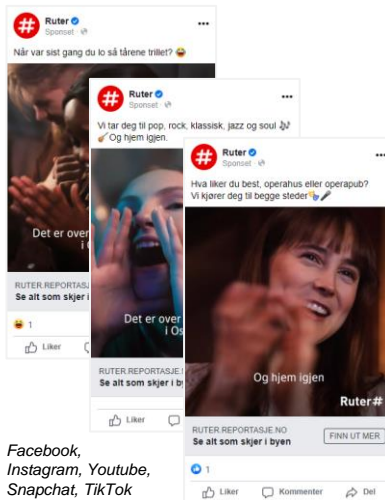 Ruter
Sponset
Når var sist gang du lo så tårene trillet? 😂
Det er over
RUTER.REPORTASJE
Se alt som skjer i
1
Liker
Ruter
Sponset
Vi tar deg til pop, rock, klassisk, jazz og soul 🎶
🎸Og hjem igjen.
Det er over
i Os
RUTER.REPORTASJE
Se alt som skjer i by
Liker
Ruter
Sponset
Hva liker du best, operahus eller operapub?
Vi kjører deg til begge steder🎭🎤
Og hjem igjen
Ruter#
RUTER.REPORTASJE.NO
Se alt som skjer i byen
FINN UT MER
1
Liker
Kommenter
Del
Facebook,
Instagram, Youtube,
Snapchat, TikTok